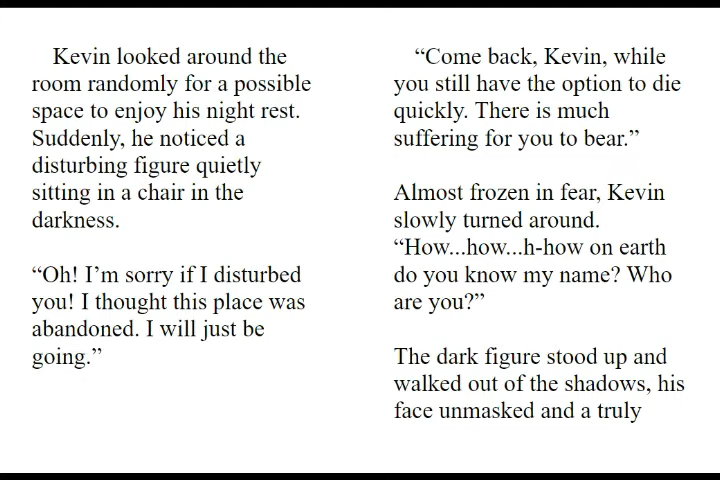 Kevin looked around the
room randomly for a possible
space to enjoy his night rest.
Suddenly, he noticed a
disturbing figure quietly
sitting in a chair in the
darkness.
“Oh! I’m sorry if I disturbed
you! I thought this place was
abandoned. I will just be
going.”
“Come back, Kevin, while
you still have the option to die
quickly. There is much
suffering for you to bear.”
Almost frozen in fear, Kevin
slowly turned around.
“How...how...h-how on earth
do you know my name? Who
are you?”
The dark figure stood up and
walked out of the shadows, his
face unmasked and a truly